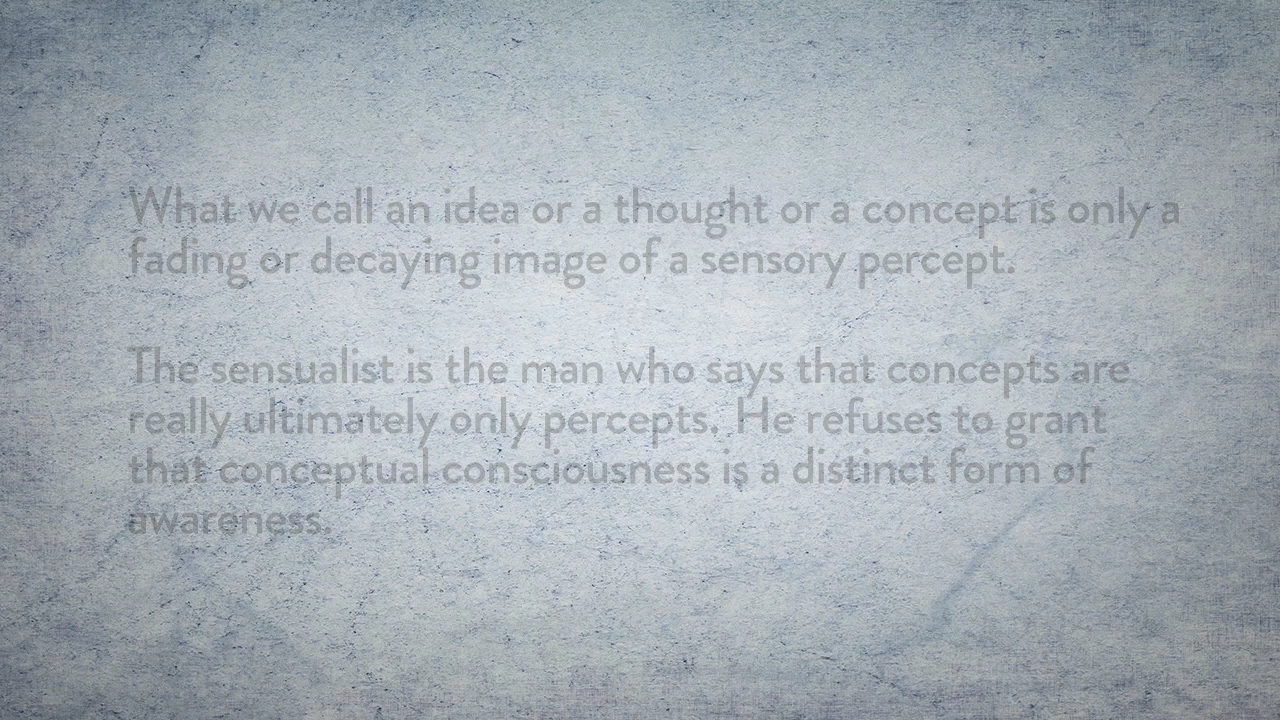 What we call an idea or a thought or a concept is only a
fading or decaying image of a sensory percept.
The sensualist is the man who says that concepts are
really ultimately only percepts. He refuses to grant
that conceptual consciousness is a distinct form of
awareness.